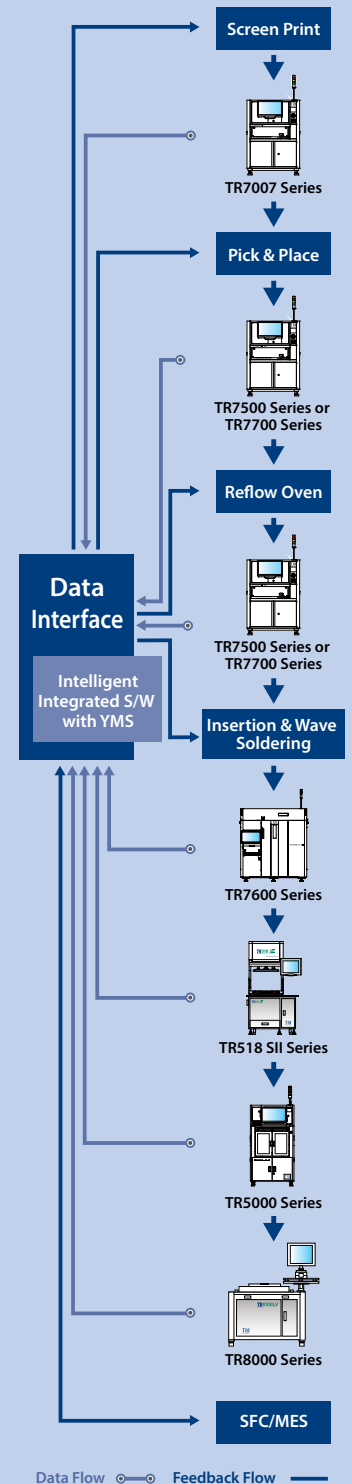 Screen Print
TR7007 Series
Pick & Place
TR7500 Series or
TR7700 Series
Reflow Oven
Data
Interface
Intelligent
Integrated S/W
with YMS
TR7500 Series or
TR7700 Series
Insertion & Wave
Soldering
TR7600 Series
TR518 SII Series
TR5000 Series
TR8100LV
TR8000 Series
SFC/MES
Data Flow
Feedback Flow